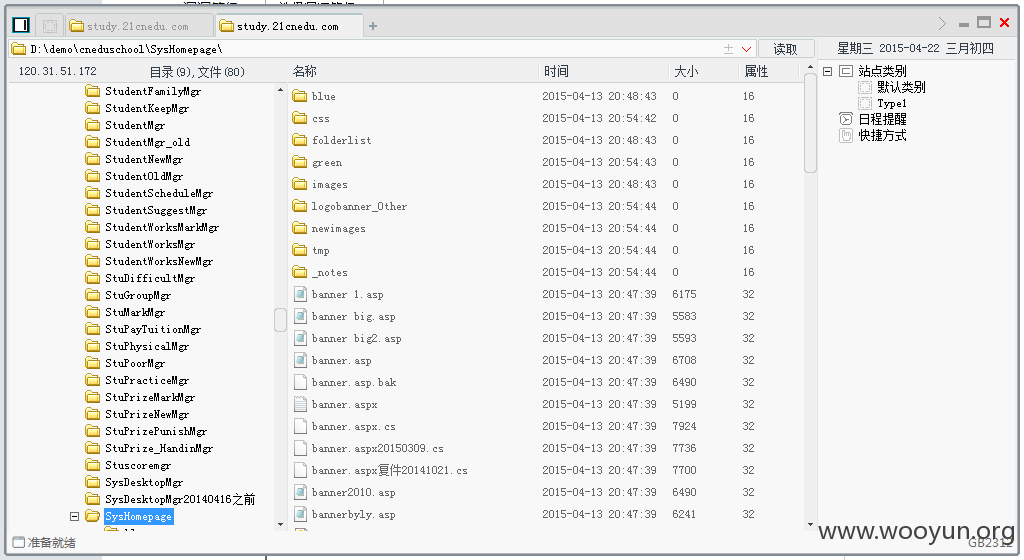 study.21cnedu.com
study.21cnedu.com
D:\demo\cneduschool\SysHomepage\
读取
星期三 2015-04-22 三月初四
120.31.51.172
目录(9),文件(80)
名称 时间 大小 属性
StudentFamilyMgr
StudentKeepMgr
StudentMgr
StudentMgr_old
StudentNewMgr
StudentOldMgr
StudentScheduleMgr
StudentSuggestMgr
StudentWorksMarkMgr
StudentWorksMgr
StudentWorksNewMgr
StuDifficultMgr
StuGroupMgr
StuMarkMgr
StuPayTuitionMgr
StuPhysicalMgr
StuPoorMgr
StuPracticeMgr
StuPrizeMarkMgr
StuPrizeNewMgr
StuPrizePunishMgr
StuPrize_HandinMgr
Stuscoremgr
SysDesktopMgr
SysDesktopMgr20140416之前
SysHomepage
blue 2015-04-13 20:48:43 0 16
css 2015-04-13 20:54:42 0 16
folderlist 2015-04-13 20:48:43 0 16
green 2015-04-13 20:54:43 0 16
images 2015-04-13 20:48:43 0 16
logobanner_Other 2015-04-13 20:54:44 0 16
newimages 2015-04-13 20:54:44 0 16
tmp 2015-04-13 20:54:44 0 16
_notes 2015-04-13 20:54:44 0 16
banner 1.asp 2015-04-13 20:47:39 6175 32
banner big.asp 2015-04-13 20:47:39 5583 32
banner big2.asp 2015-04-13 20:47:39 5593 32
banner.asp 2015-04-13 20:47:39 6708 32
banner.asp.bak 2015-04-13 20:47:39 6490 32
banner.aspx 2015-04-13 20:47:39 5199 32
banner.aspx.cs 2015-04-13 20:47:39 7924 32
banner.aspx20150309.cs 2015-04-13 20:47:39 7736 32
banner.aspx复件20141021.cs 2015-04-13 20:47:39 7700 32
banner2010.asp 2015-04-13 20:47:39 6490 32
bannerbyly.asp 2015-04-13 20:47:39 6241 32
站点类别
默认类别
Type1
日程提醒
快捷方式
准备就绪
GB2312
www.wooyun.org